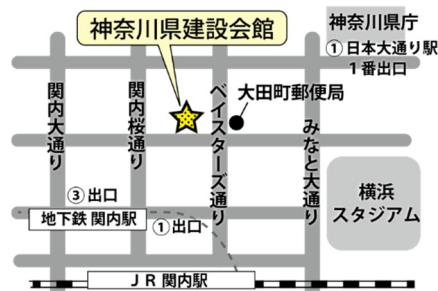 神奈川県建設会館
神奈川県庁
①日本大通り駅
1番出口
大田町郵便局
関内大通り
関内桜通り
ベイスターズ通り
みなと大通り
横浜
スタジアム
③出口
地下鉄 関内駅
①出口
JR関内駅